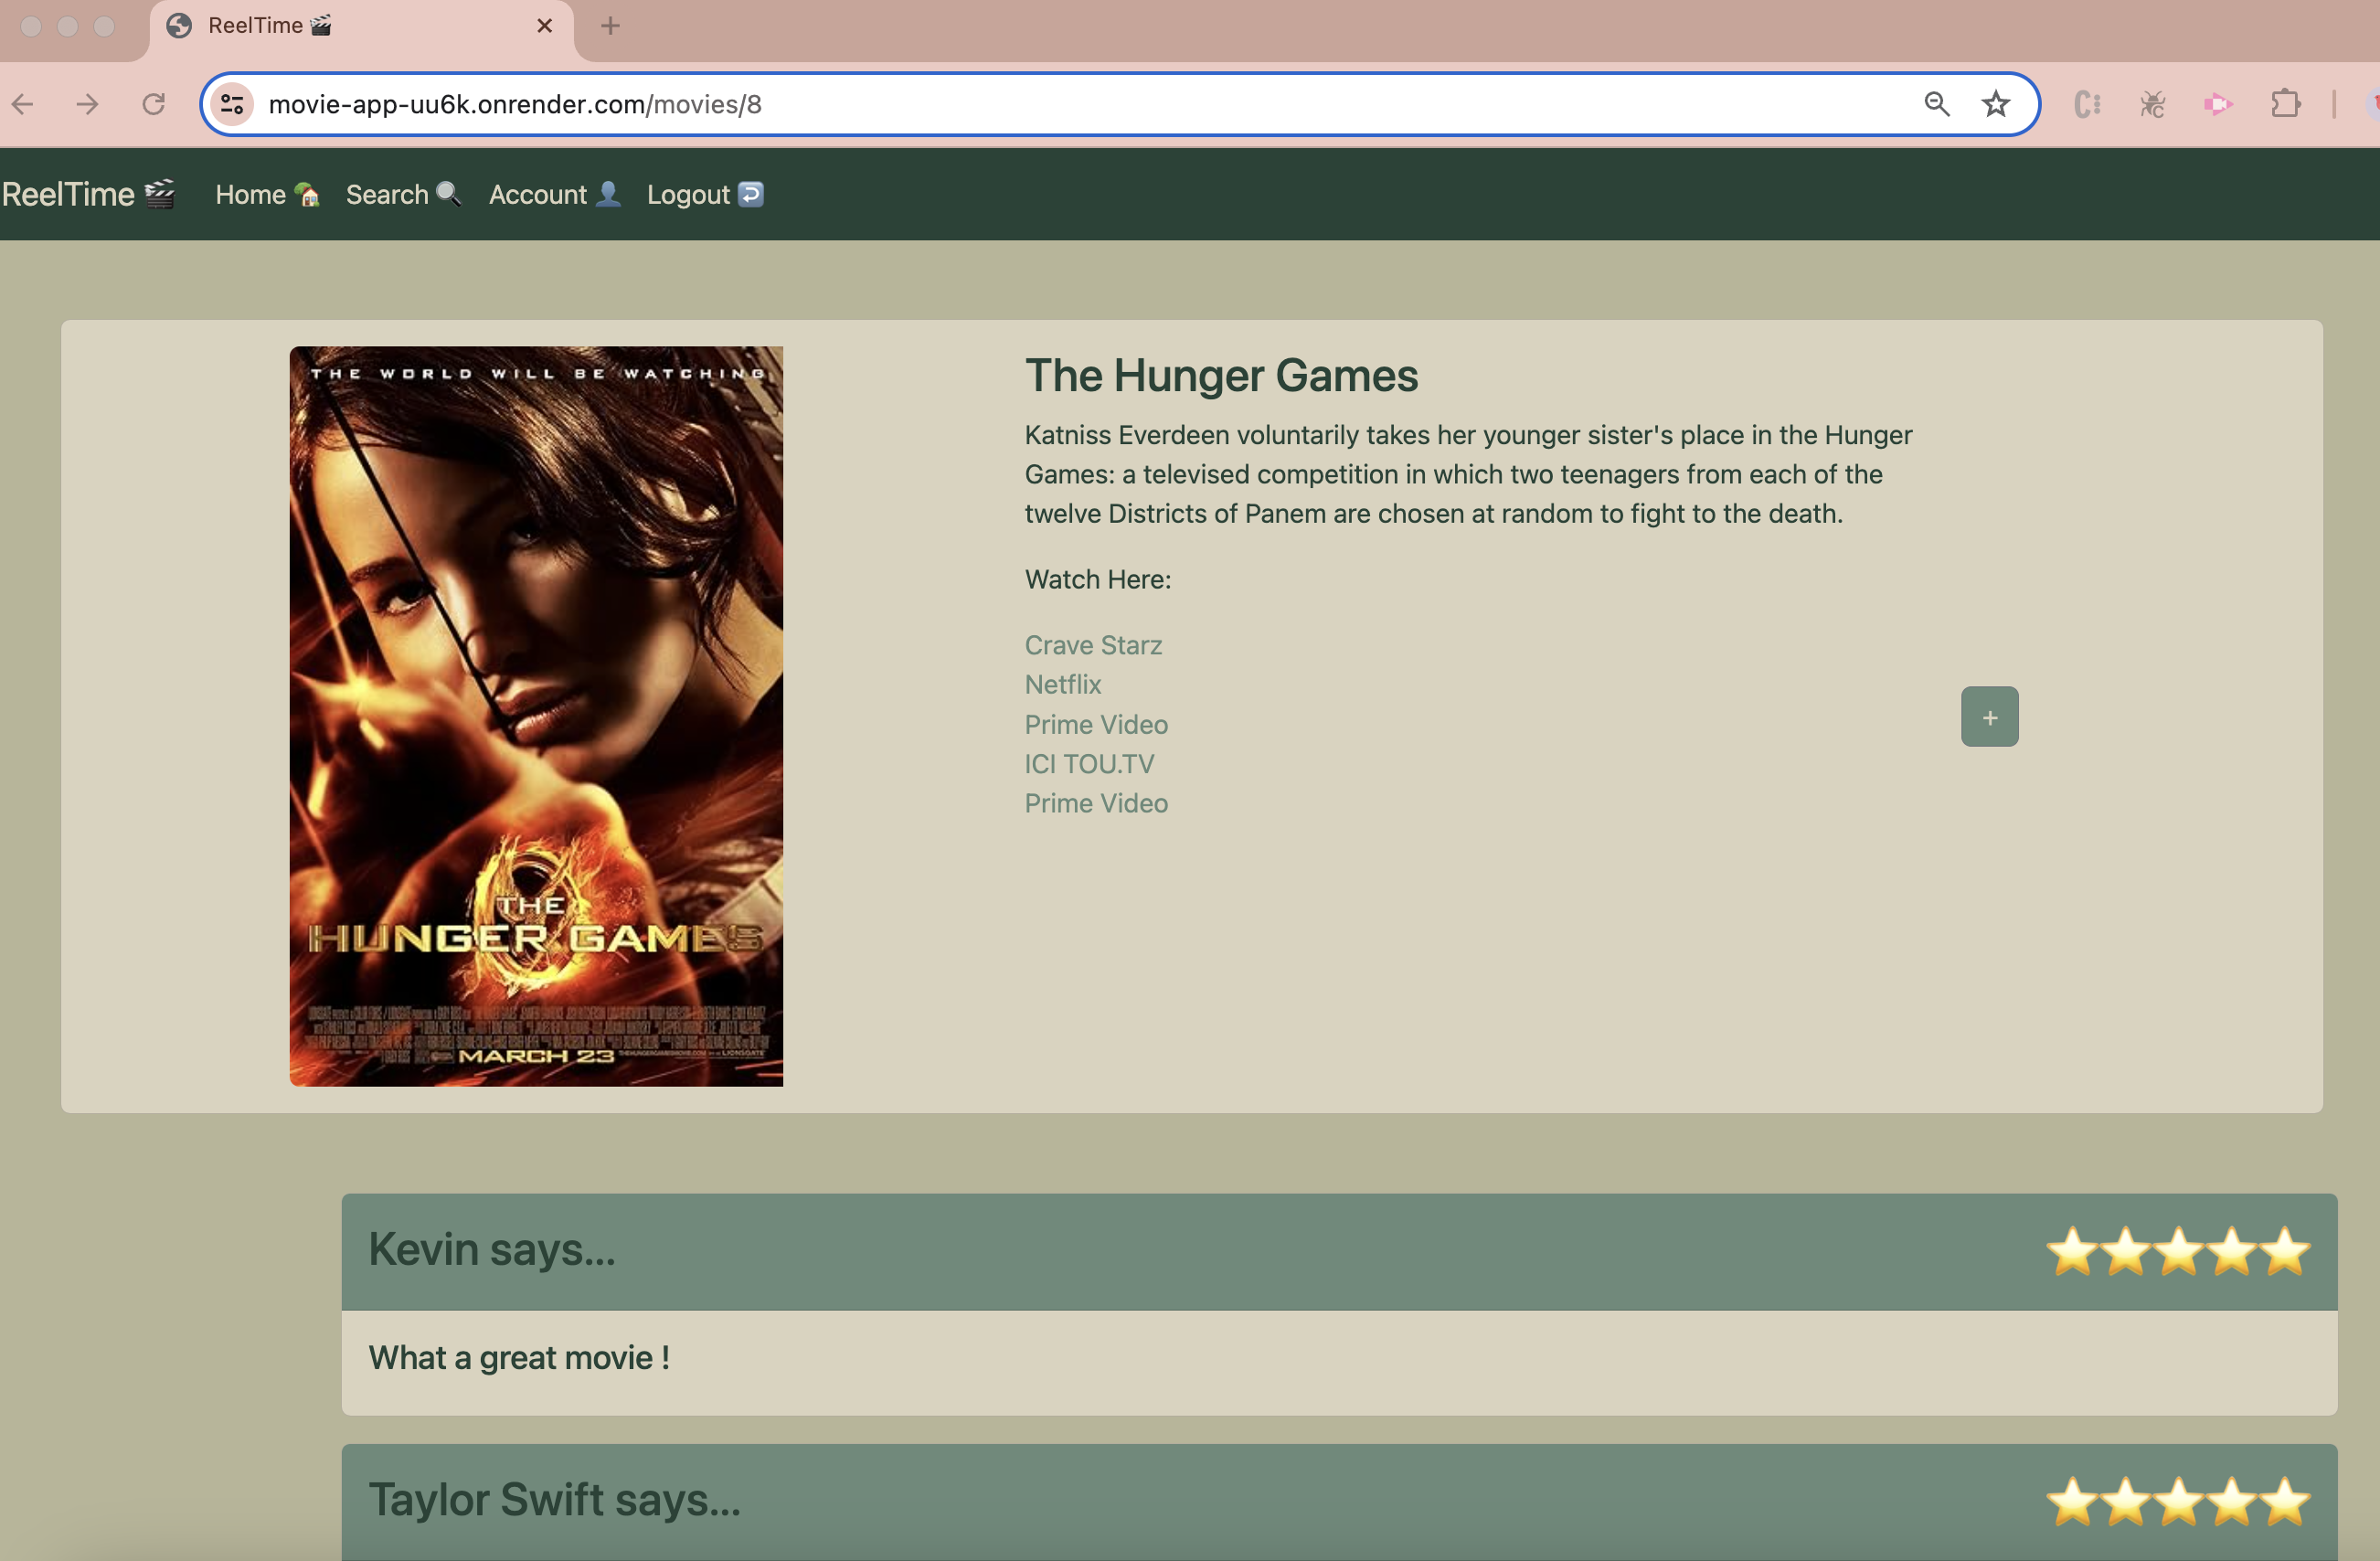 ReelTime 🎬
movie-app-uu6k.onrender.com/movies/8
ReelTime 🎬 Home 🏡 Search 🔍 Account 👤 Logout ↩️
THE WORLD WILL BE WATCHING
THE
HUNGER GAMES
MARCH 23
LIONSGATE
The Hunger Games
Katniss Everdeen voluntarily takes her younger sister's place in the Hunger
Games: a televised competition in which two teenagers from each of the
twelve Districts of Panem are chosen at random to fight to the death.
Watch Here:
Crave Starz
Netflix
Prime Video
ICI TOU.TV
Prime Video
+
Kevin says...
⭐⭐⭐⭐⭐
What a great movie !
Taylor Swift says...
⭐⭐⭐⭐⭐